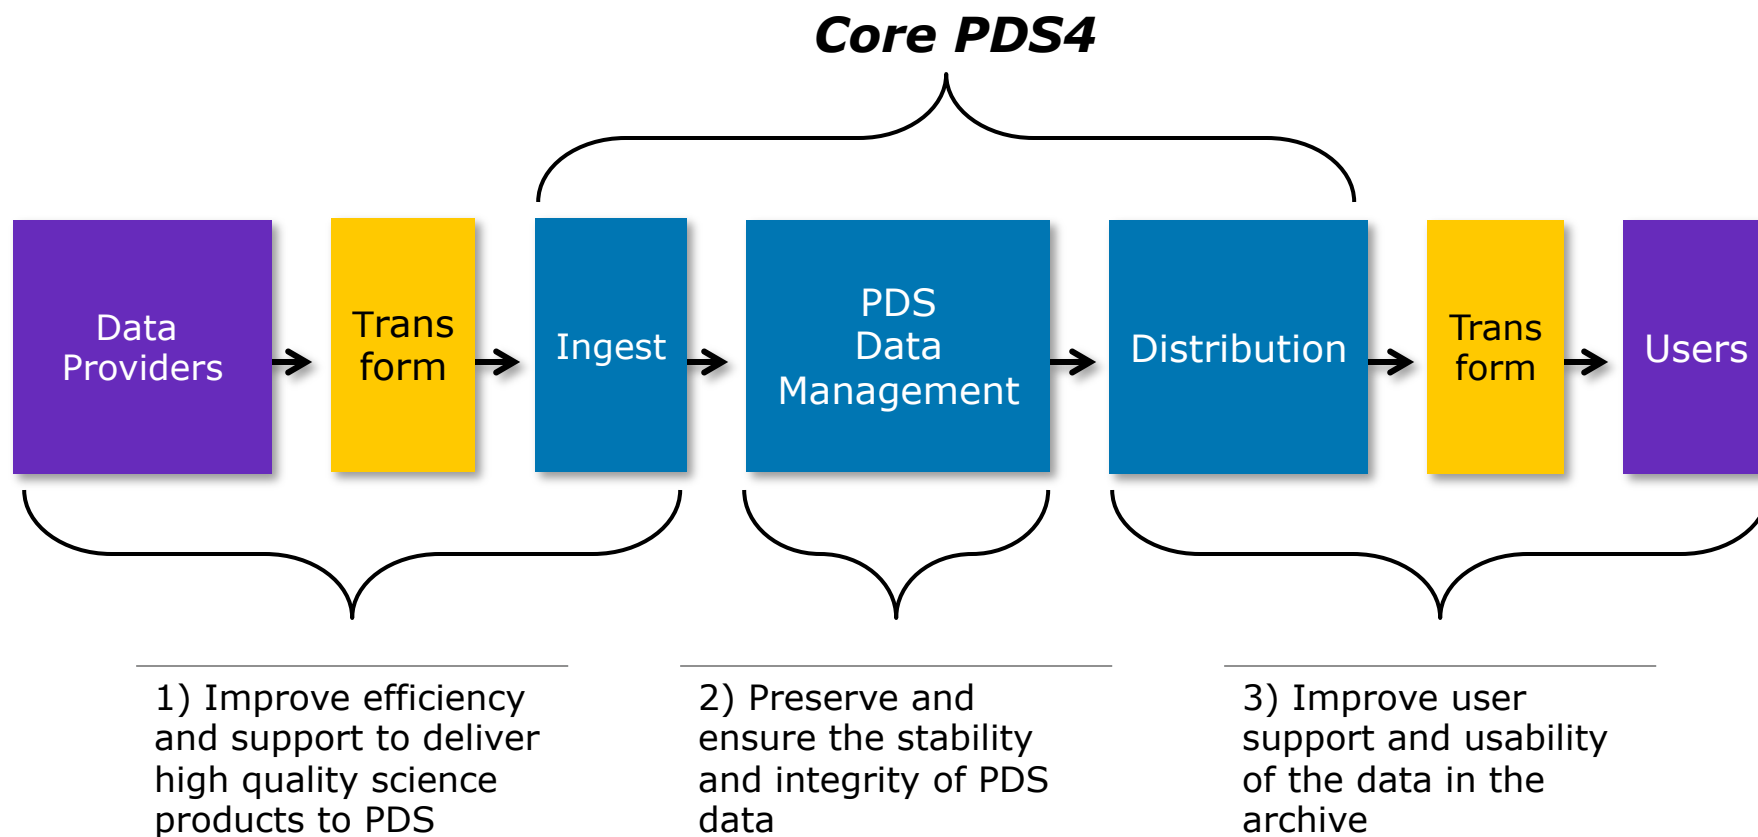 Core PDS4
Data
Providers
Trans
form
Ingest
PDS
Data
Management
Distribution
Trans
form
Users
1) Improve efficiency
and support to deliver
high quality science
products to PDS
2) Preserve and
ensure the stability
and integrity of PDS
data
3) Improve user
support and usability
of the data in the
archive